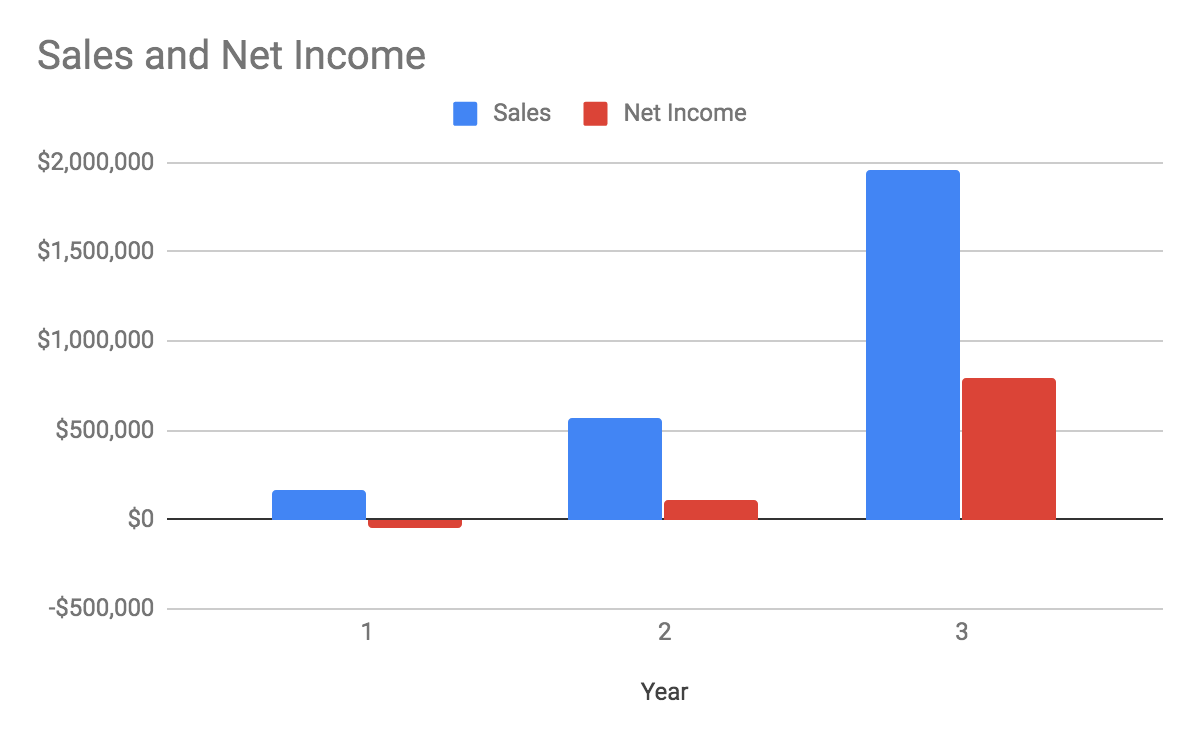 Sales and Net Income
Sales Net Income
$2,000,000
$1,500,000
$1,000,000
$500,000
$0
-$500,000
1 2 3
Year